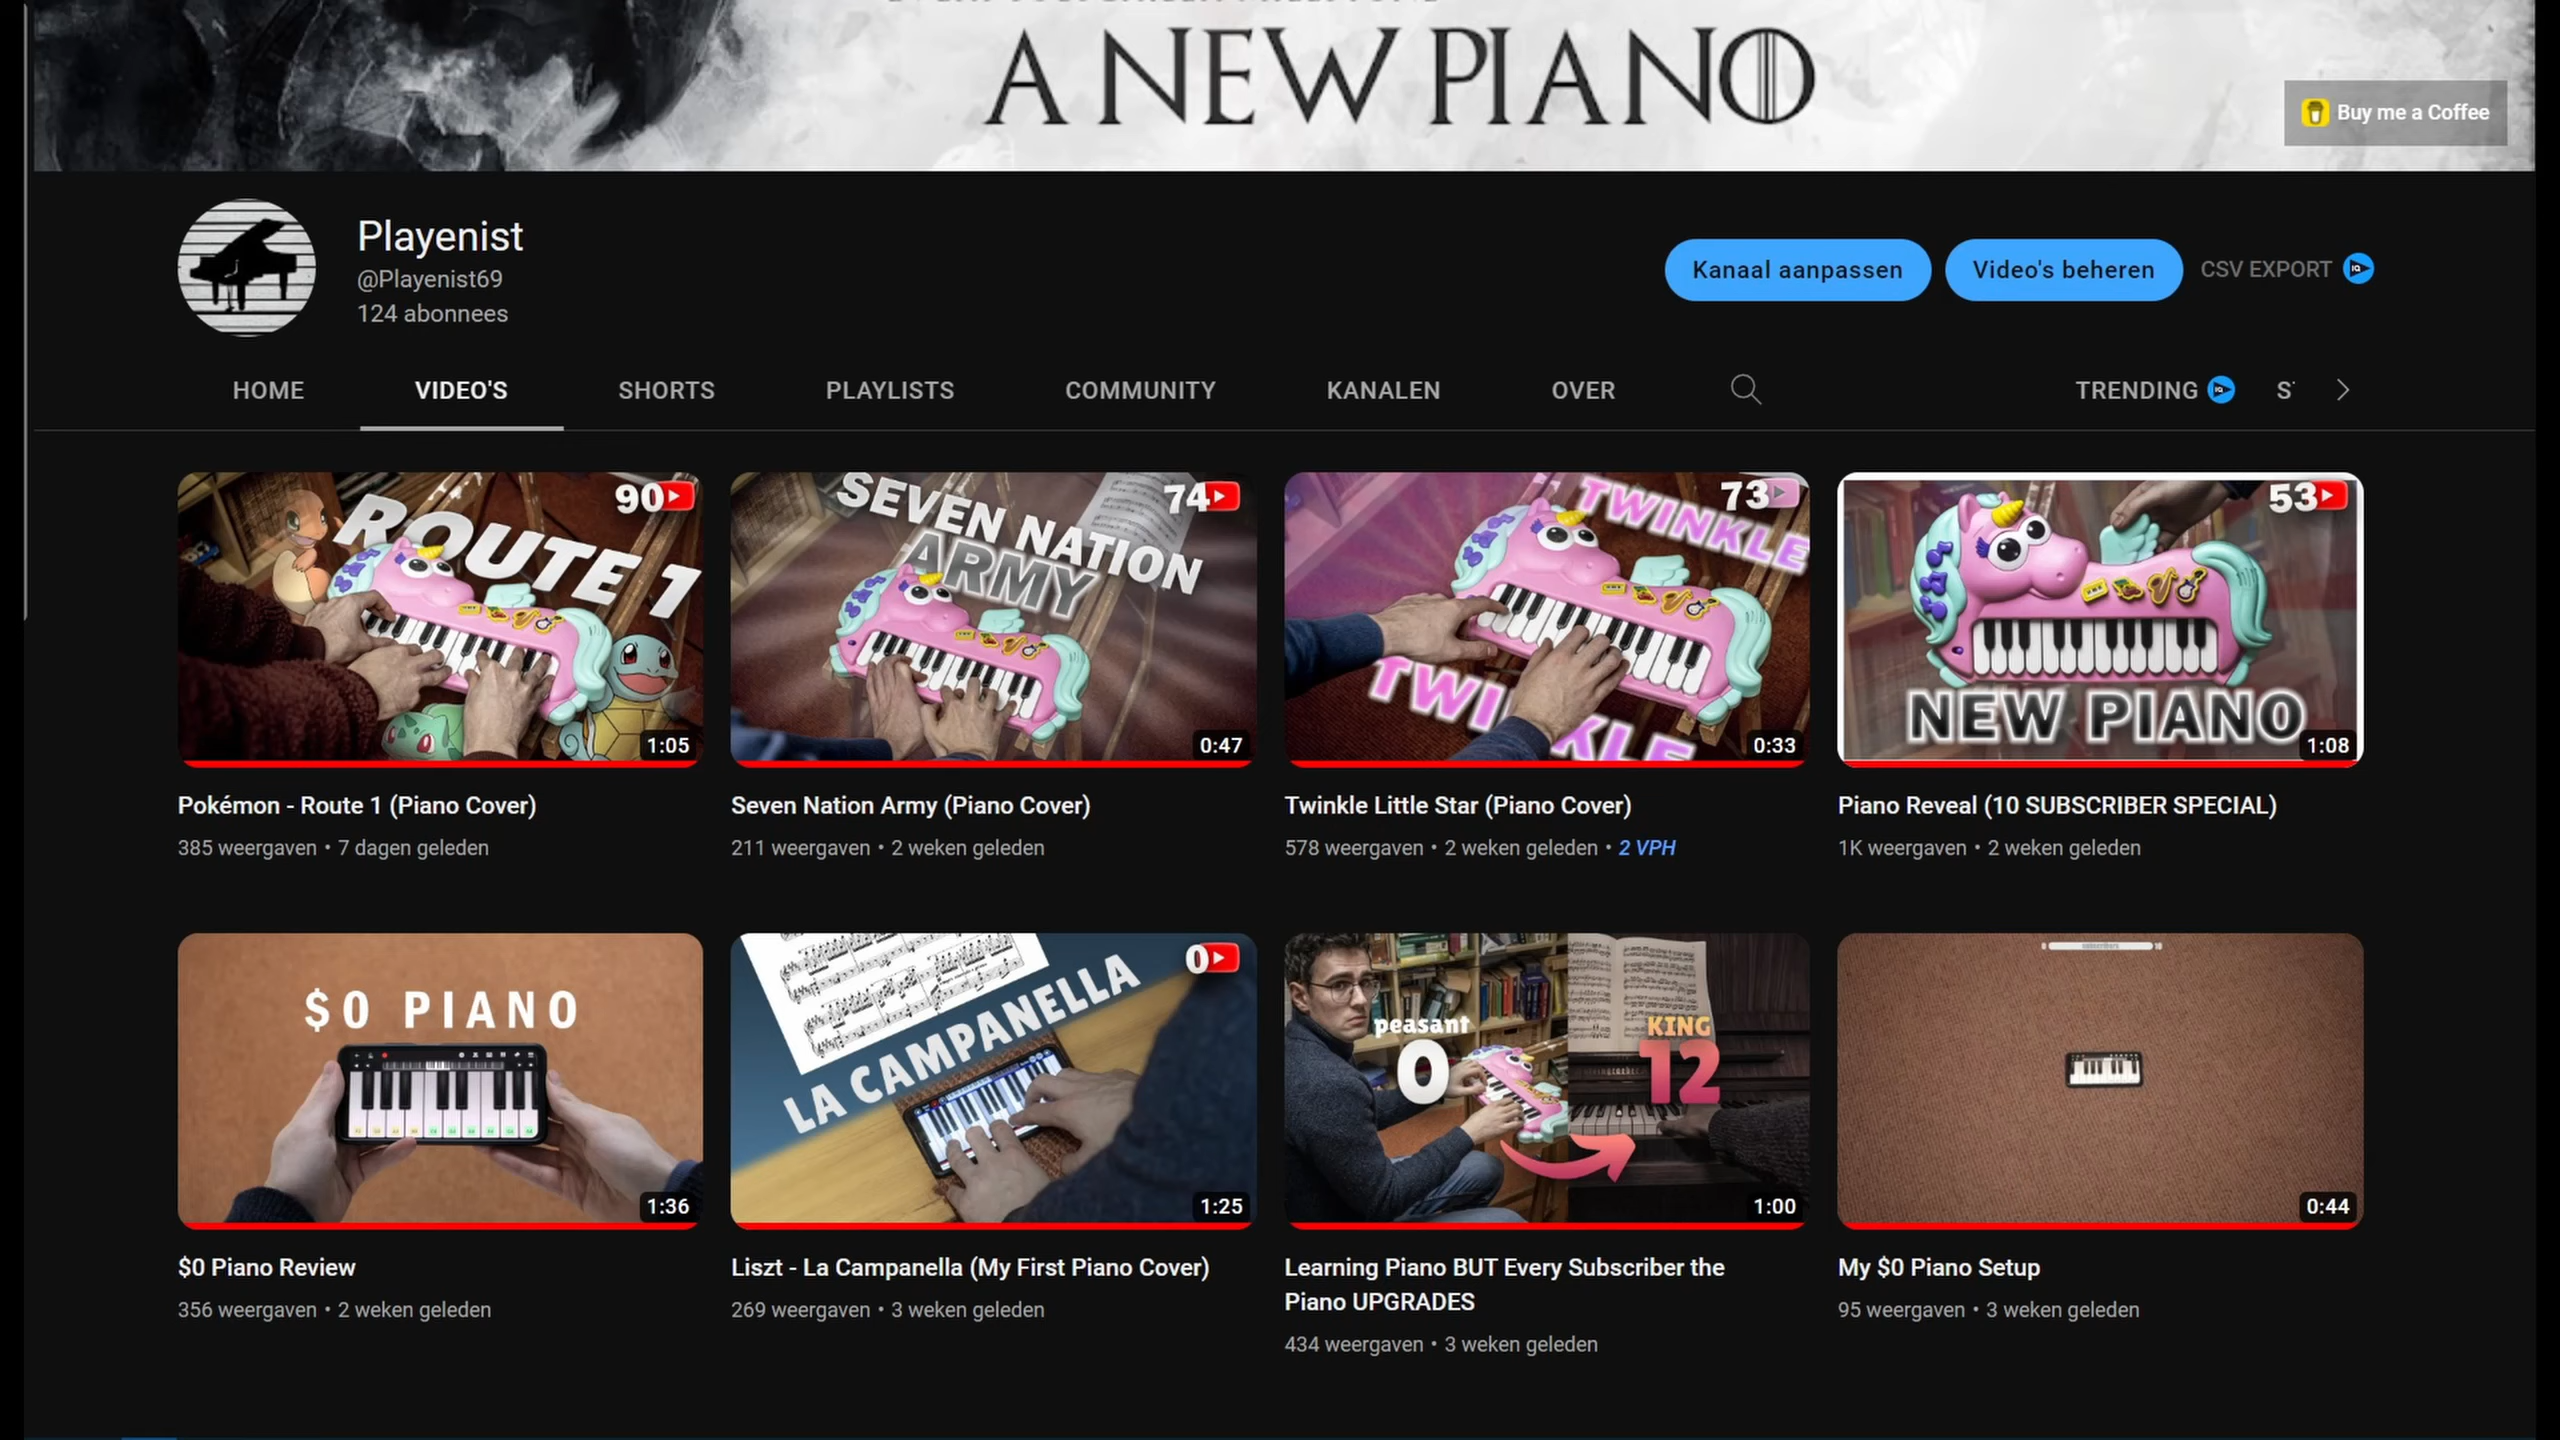 A NEW PIANO
Buy me a Coffee
Playenist
@Playenist69
124 abonnees
Kanaal aanpassen
Video's beheren
CSV EXPORT
HOME
VIDEO'S
SHORTS
PLAYLISTS
COMMUNITY
KANALEN
OVER
TRENDING
ROUTE 1
90
1:05
SEVEN NATION
ARMY
74
0:47
TWINKLE
73
TWINKLE
0:33
53
NEW PIANO
1:08
Pokémon - Route 1 (Piano Cover)
385 weergaven • 7 dagen geleden
Seven Nation Army (Piano Cover)
211 weergaven • 2 weken geleden
Twinkle Little Star (Piano Cover)
578 weergaven • 2 weken geleden • 2 VPH
Piano Reveal (10 SUBSCRIBER SPECIAL)
1K weergaven • 2 weken geleden
$0 PIANO
1:36
0
LA CAMPANELLA
1:25
peasant
0
KING
12
1:00
0 subscribers 10
0:44
$0 Piano Review
356 weergaven • 2 weken geleden
Liszt - La Campanella (My First Piano Cover)
269 weergaven • 3 weken geleden
Learning Piano BUT Every Subscriber the
Piano UPGRADES
434 weergaven • 3 weken geleden
My $0 Piano Setup
95 weergaven • 3 weken geleden